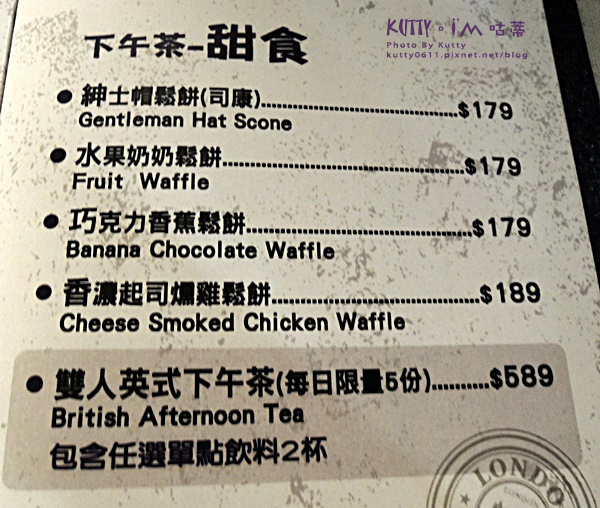 下午茶-甜食
KUTTY。I'M 咕蒂
Photo By Kutty
kutty0611.pixnet.net/blog
● 紳士帽鬆餅(司康)..........................................$179
Gentleman Hat Scone
● 水果奶奶鬆餅..................................................$179
Fruit Waffle
● 巧克力香蕉鬆餅..............................................$179
Banana Chocolate Waffle
● 香濃起司燻雞鬆餅..........................................$189
Cheese Smoked Chicken Waffle
● 雙人英式下午茶(每日限量5份)..........$589
British Afternoon Tea
包含任選單點飲料2杯
LONDO